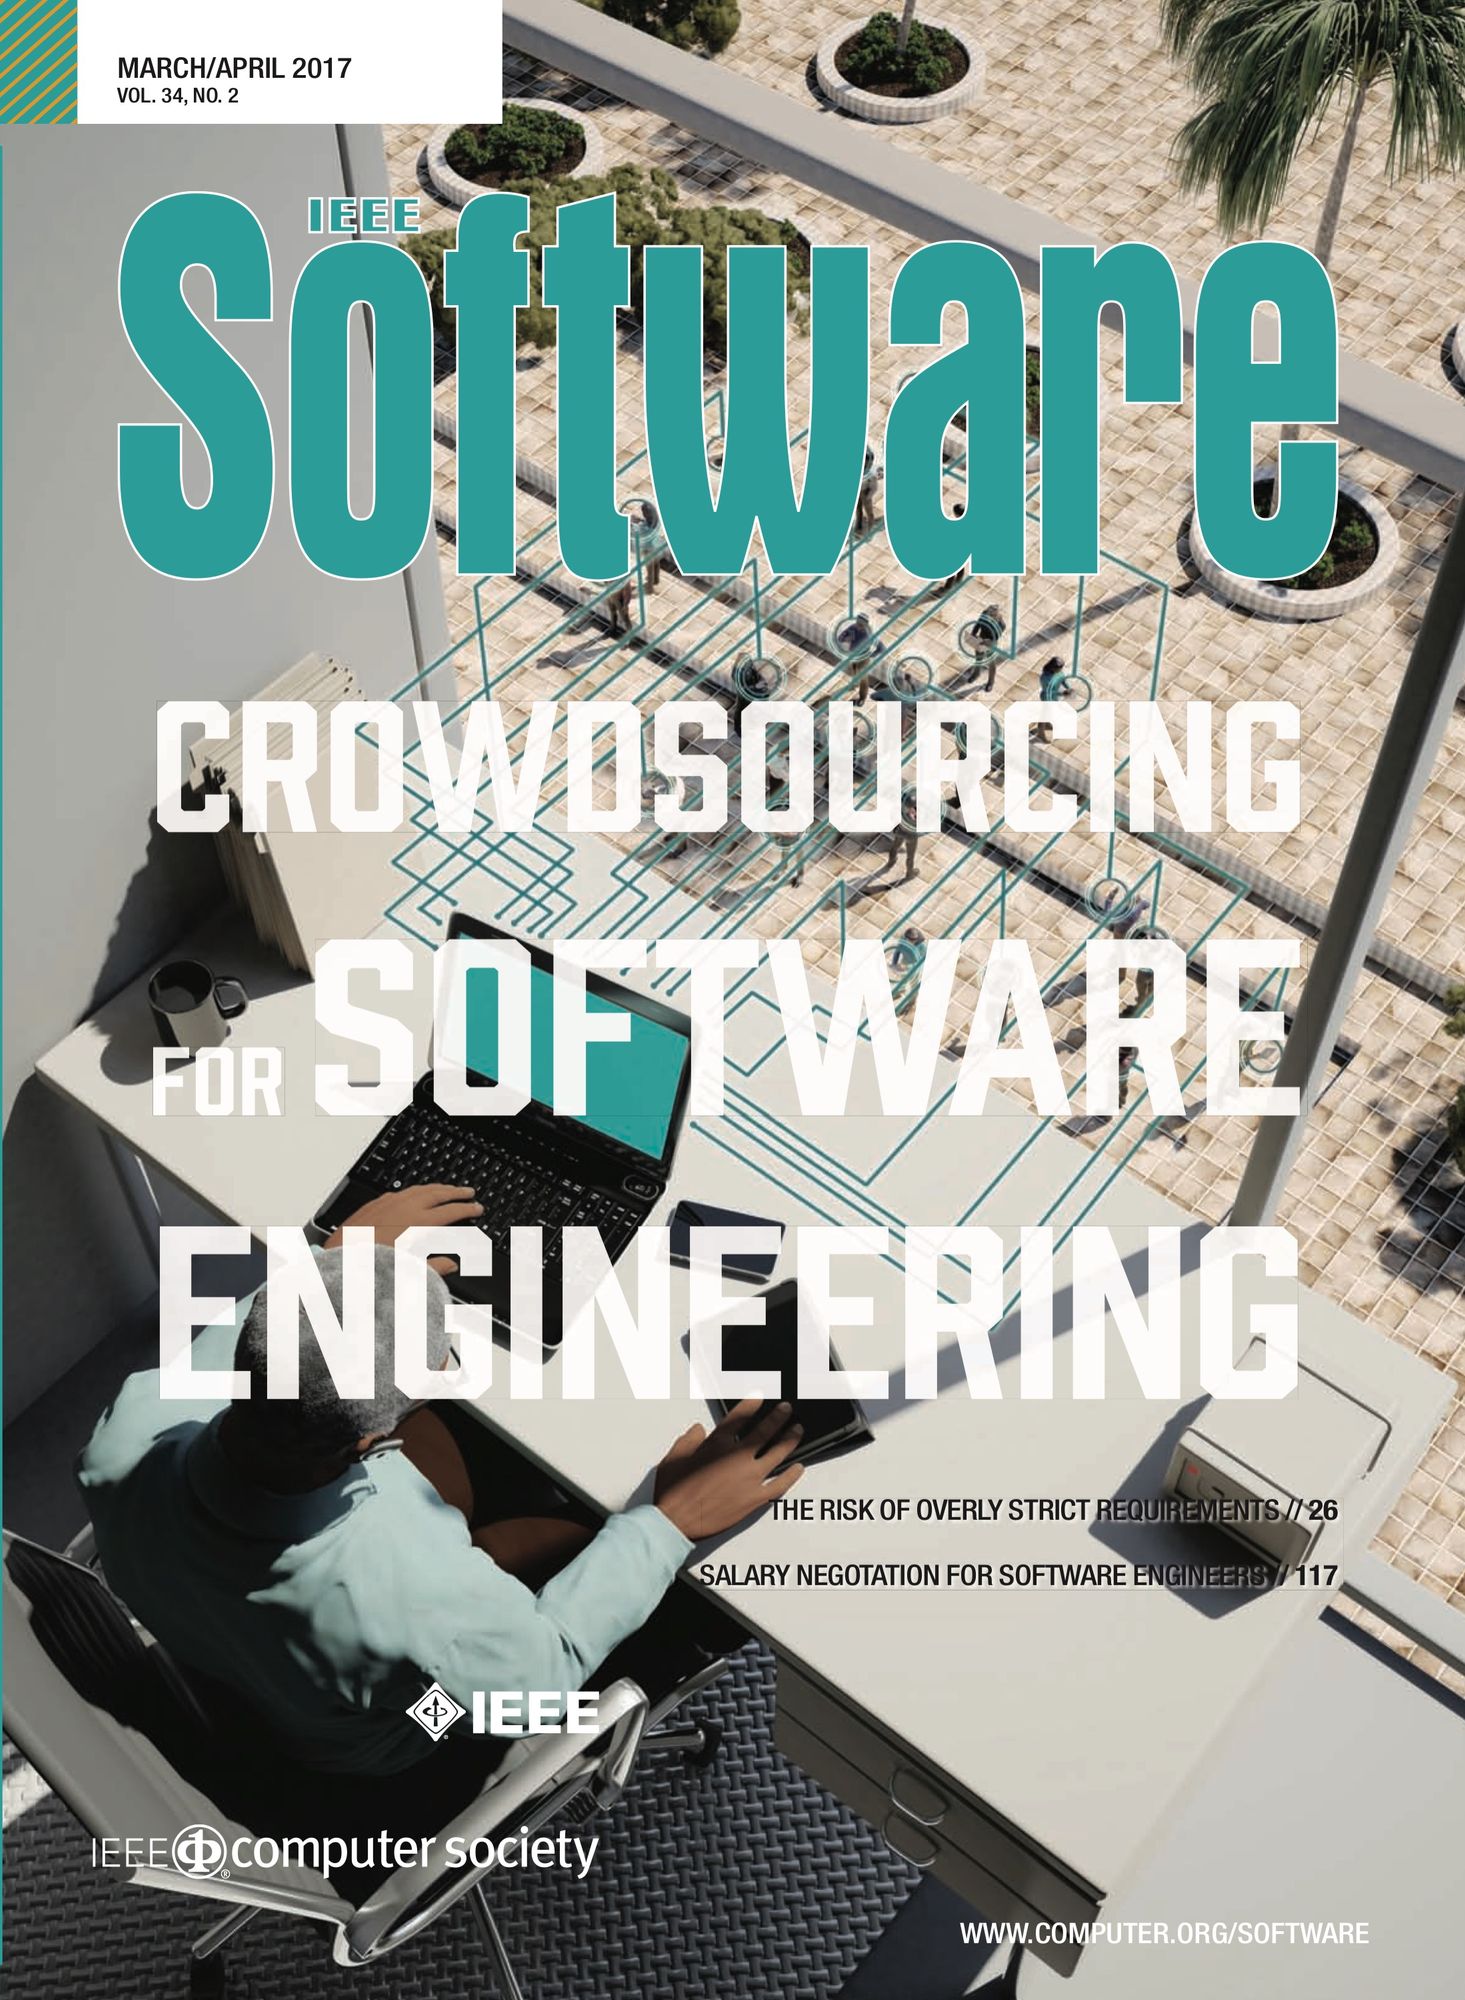 MARCH/APRIL 2017
VOL. 34, NO. 2
IEEE
Software
CROWDSOURCING
FOR SOFTWARE
ENGINEERING
THE RISK OF OVERLY STRICT REQUIREMENTS // 26
SALARY NEGOTATION FOR SOFTWARE ENGINEERS // 117
IEEE
IEEE computer society
WWW.COMPUTER.ORG/SOFTWARE